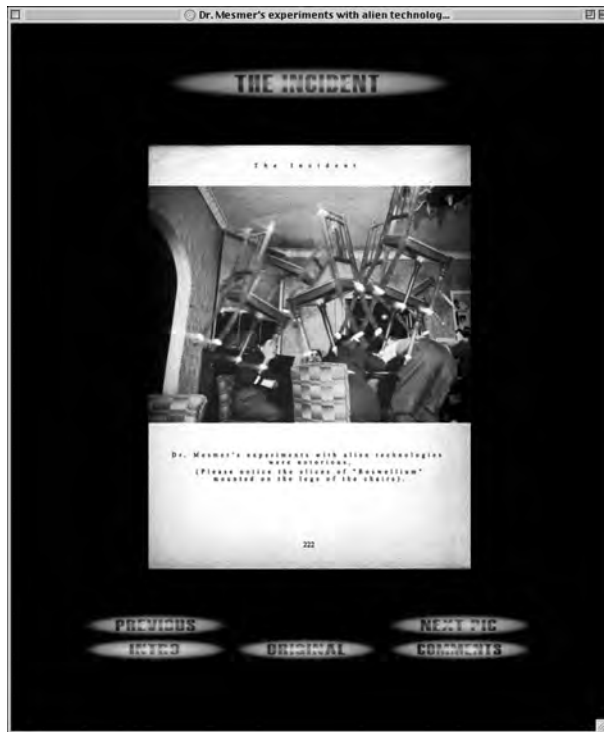 Dr. Mesmer's experiments with alien technolog...
THE INCIDENT
The Incident
Dr. Mesmer's experiments with alien technologies
were notorious.
(Please notice the slices of "Roswellium"
mounted on the legs of the chairs).
222
PREVIOUS
NEXT PIC
INTRO
ORIGINAL
COMMENTS